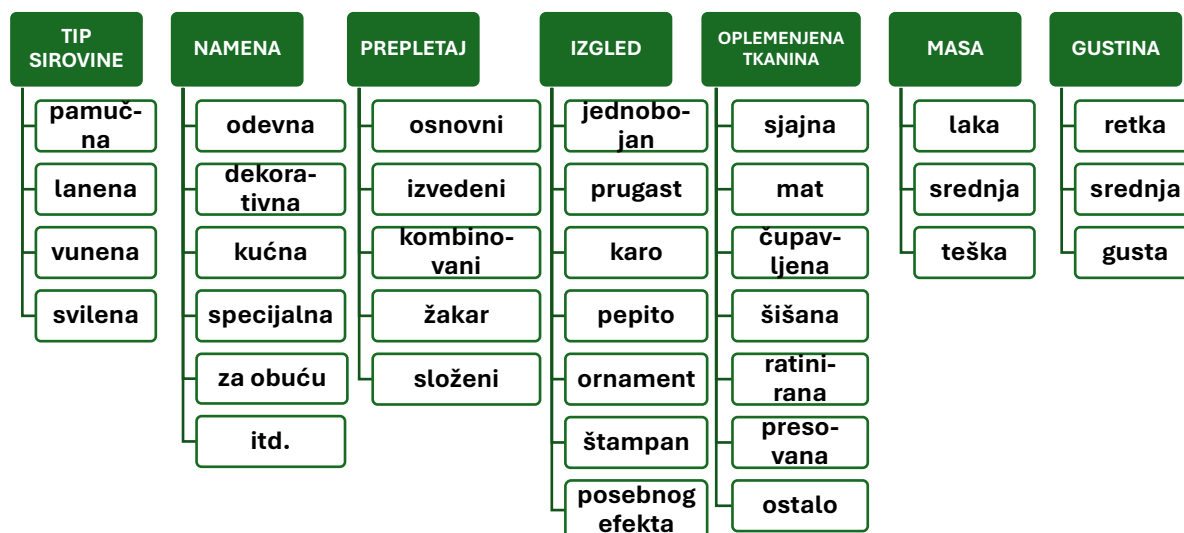 TIP
SIROVINE
pamuč-
na
lanena
vunena
svilena
NAMENA
odevna
dekora-
tivna
kućna
specijalna
za obuću
itd.
PREPLETAJ
osnovni
izvedeni
kombino-
vani
žakar
složeni
IZGLED
jednobo-
jan
prugast
karo
pepito
ornament
štampan
posebnog
efekta
OPLEMENJENA
TKANINA
sjajna
mat
čupav-
ljena
šišana
ratini-
rana
preso-
vana
ostalo
MASA
laka
srednja
teška
GUSTINA
retka
srednja
gusta